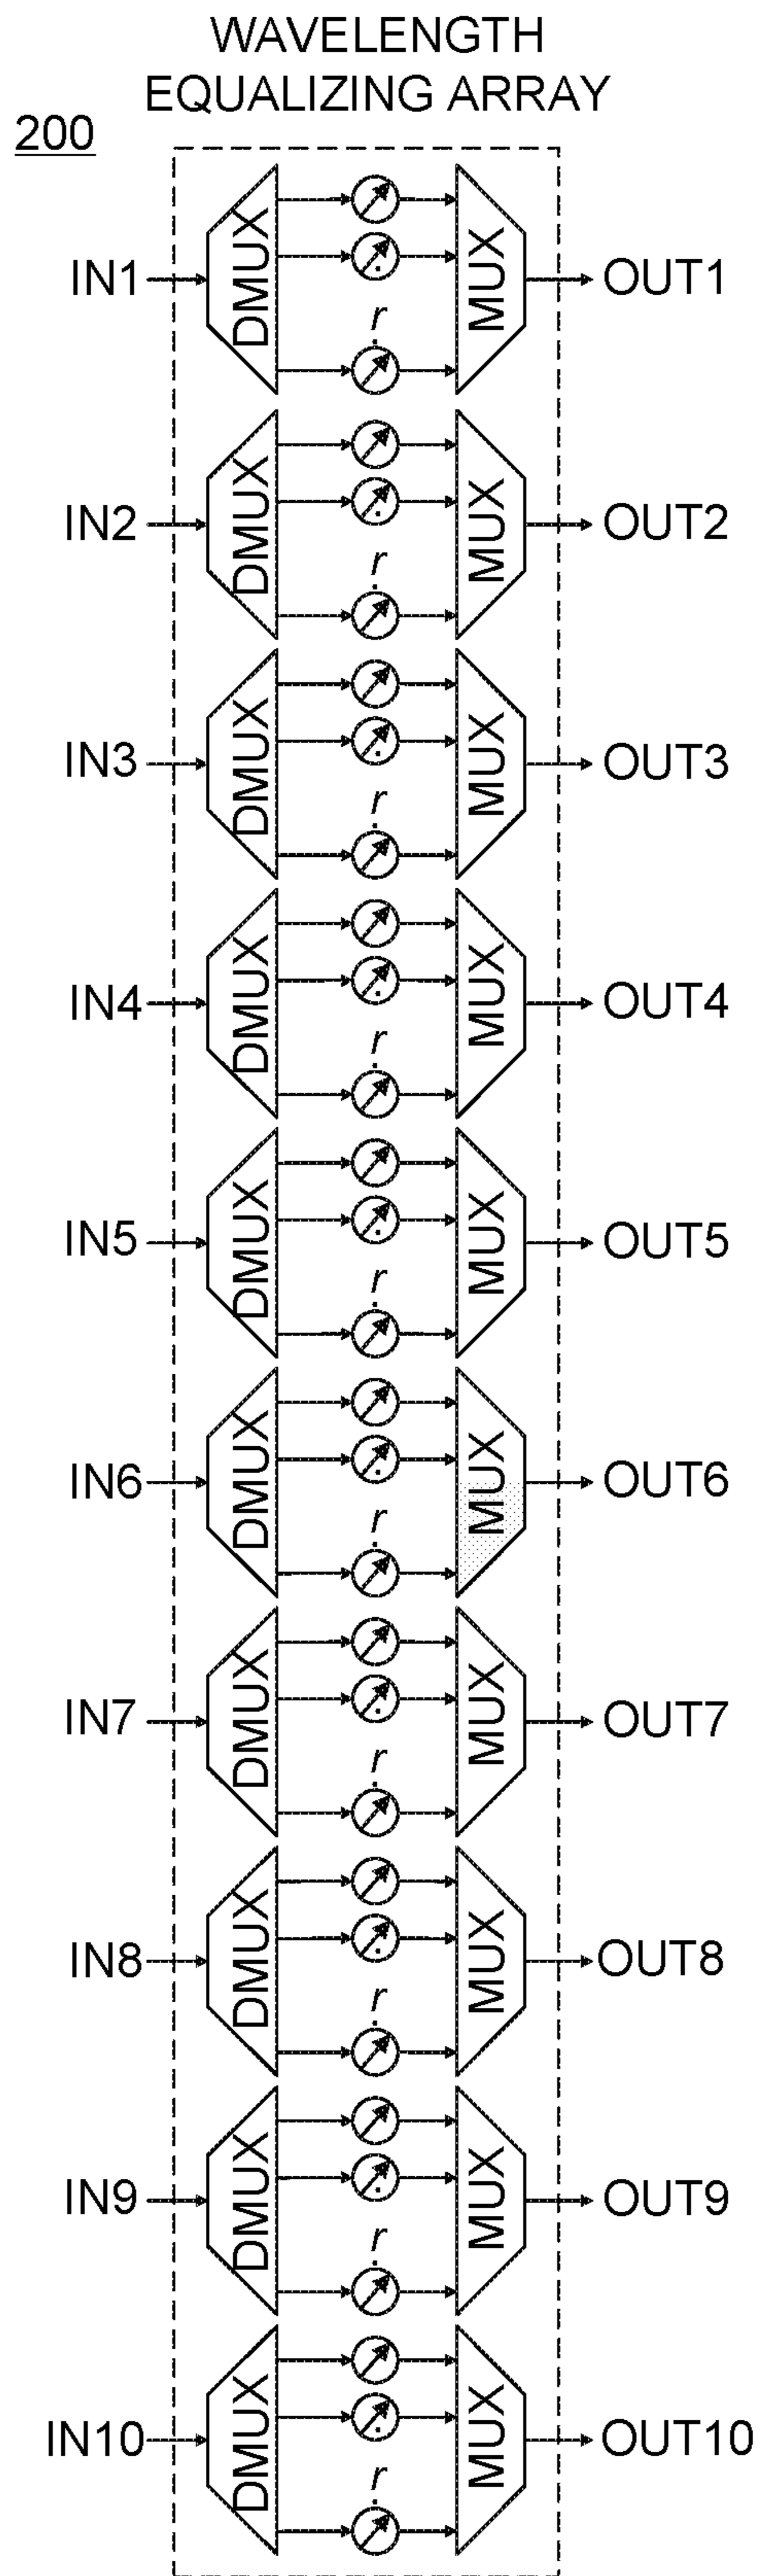 WAVELENGTH
EQUALIZING ARRAY
200
IN1 DMUX r MUX OUT1
IN2 DMUX r MUX OUT2
IN3 DMUX r MUX OUT3
IN4 DMUX r MUX OUT4
IN5 DMUX r MUX OUT5
IN6 DMUX r MUX OUT6
IN7 DMUX r MUX OUT7
IN8 DMUX r MUX OUT8
IN9 DMUX r MUX OUT9
IN10 DMUX r MUX OUT10